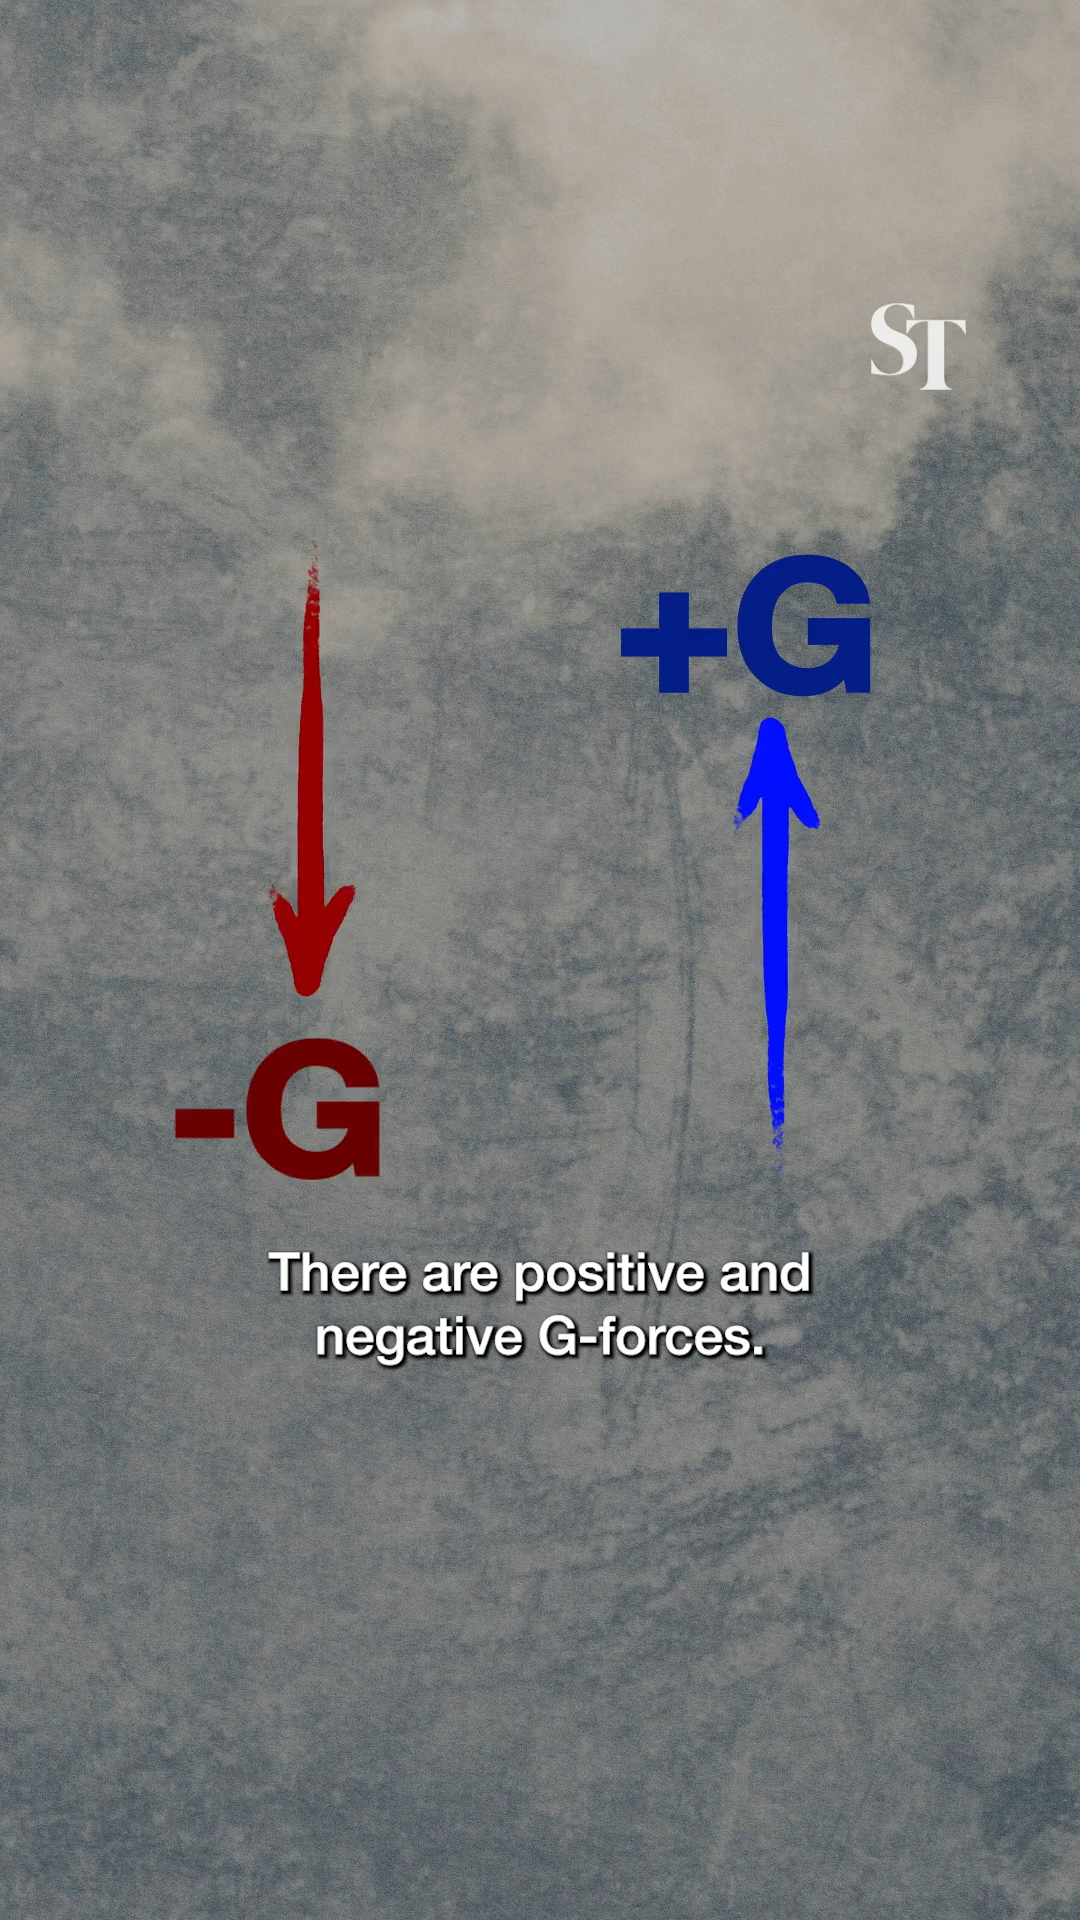 ST
+G
-G
There are positive and
negative G-forces.